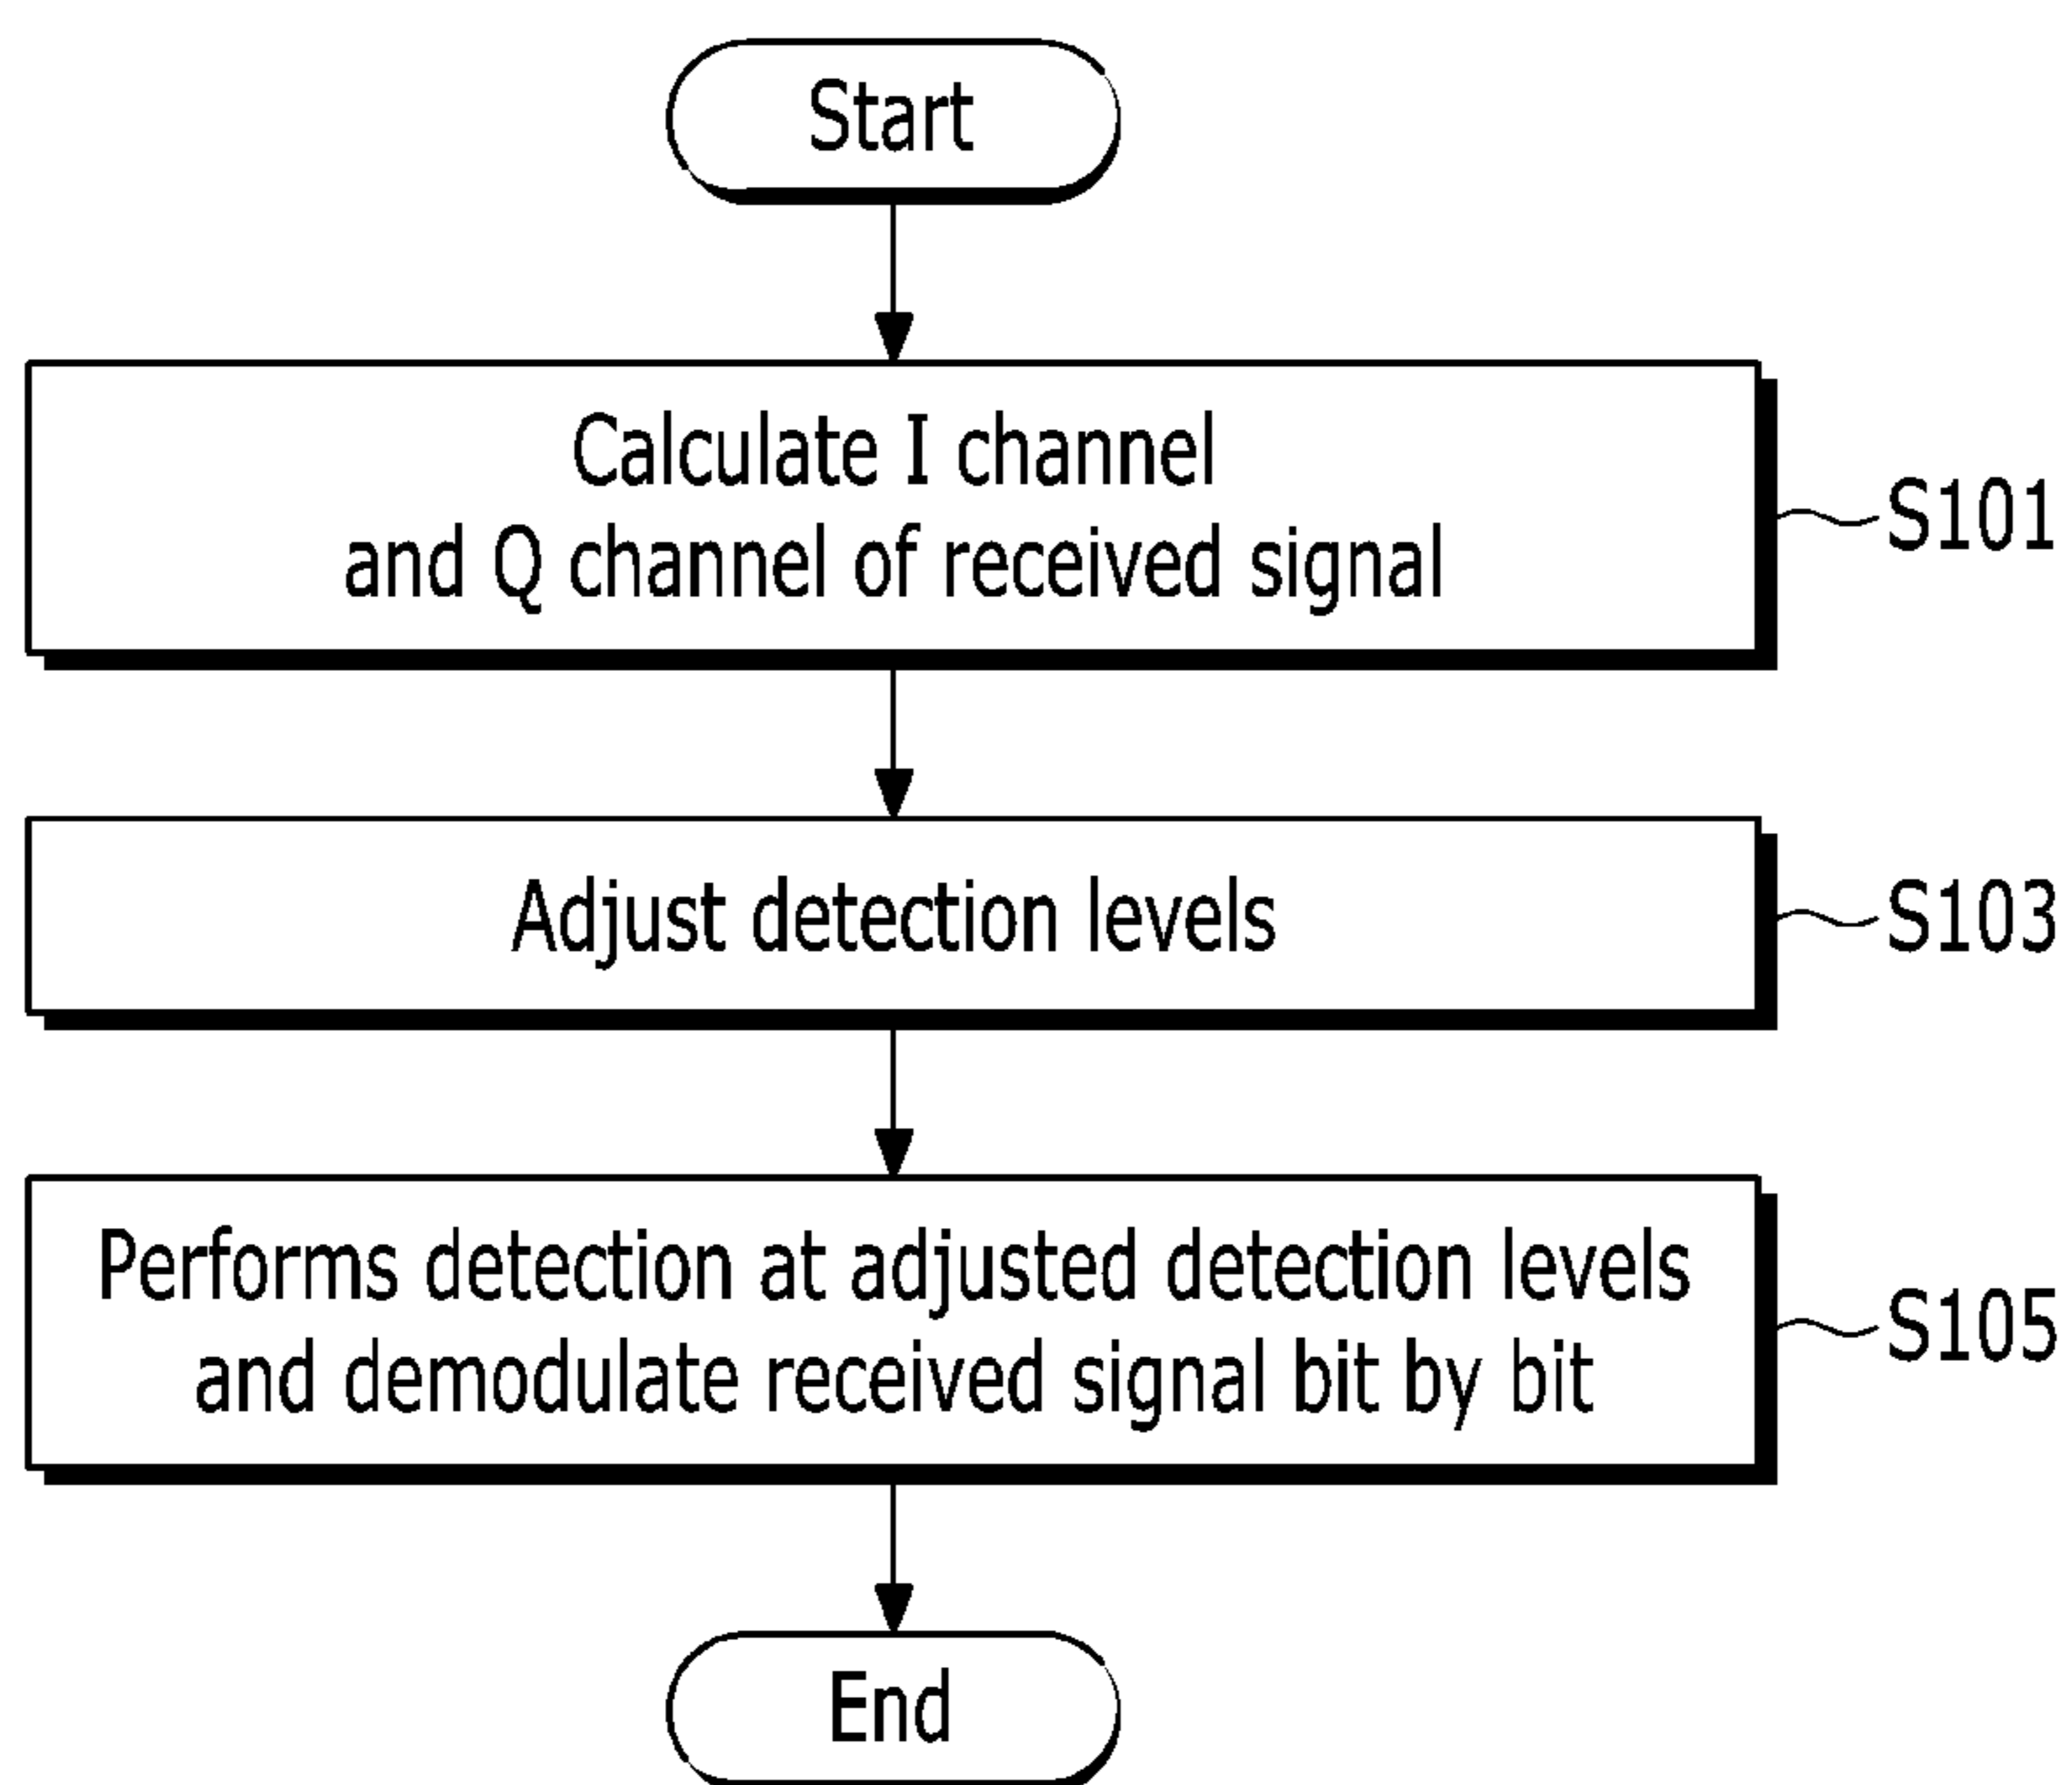 Start
Calculate I channel
and Q channel of received signal
S101
Adjust detection levels
S103
Performs detection at adjusted detection levels
and demodulate received signal bit by bit
S105
End